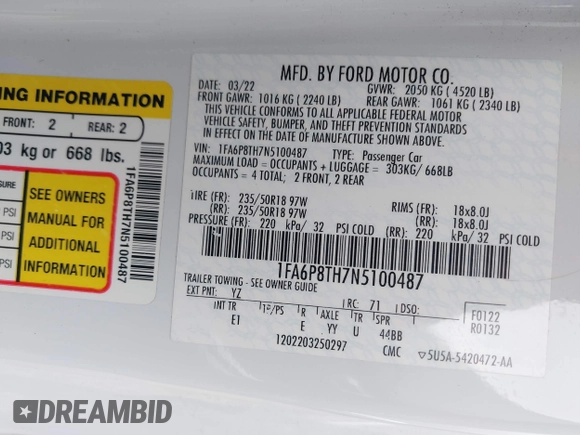 NG INFORMATION
FRONT: 2 REAR: 2
03 kg or 668 lbs.
SSURE
PSI
PSI
PSI
SEE OWNERS
MANUAL FOR
ADDITIONAL
INFORMATION
1FA6P8TH7N5100487
MFD. BY FORD MOTOR CO.
DATE: 03/22 GVWR: 2050 KG ( 4520 LB)
FRONT GAWR: 1016 KG ( 2240 LB) REAR GAWR: 1061 KG ( 2340 LB)
THIS VEHICLE CONFORMS TO ALL APPLICABLE FEDERAL MOTOR
VEHICLE SAFETY, BUMPER, AND THEFT PREVENTION STANDARDS
IN EFFECT ON THE DATE OF MANUFACTURE SHOWN ABOVE.
VIN: 1FA6P8TH7N5100487 TYPE: Passenger Car
MAXIMUM LOAD = OCCUPANTS + LUGGAGE = 303KG/ 668LB
OCCUPANTS = 4 TOTAL; 2 FRONT, 2 REAR
TIRE (FR): 235/50R18 97W RIMS (FR): 18x8.0J
(RR): 235/50R18 97W (RR): 18x8.0J
PRESSURE (FR): 220 kPa/ 32 PSI COLD (RR): 220 kPa/ 32 PSI COLD
1FA6P8TH7N5100487
TRAILER TOWING - SEE OWNER GUIDE
EXT PNT: YZ RC: 71 DSO:
F0122
R0132
INT TR TP/PS R AXLE TR SPR
EI E YY U 44BB
1202203250297 CMC ▽5U5A-5420472-AA
DREAMBID